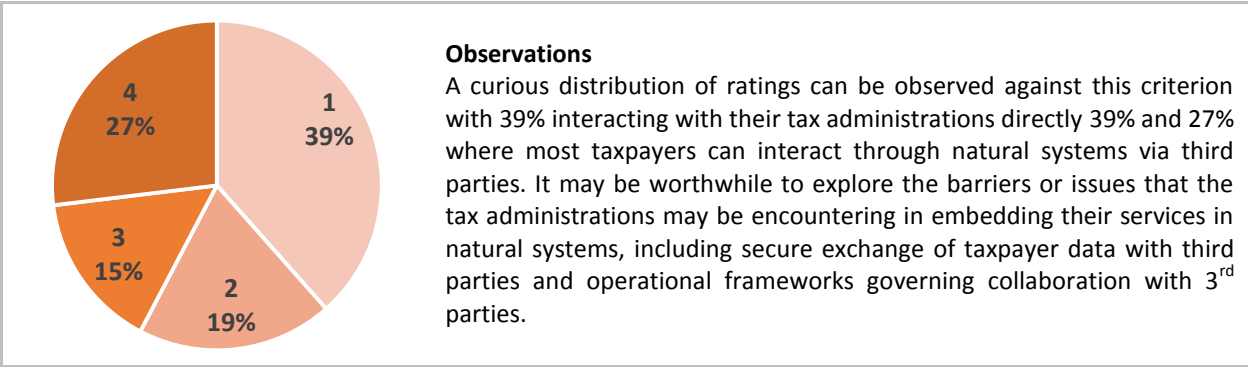 1
39%
2
19%
3
15%
4
27%
Observations
A curious distribution of ratings can be observed against this criterion
with 39% interacting with their tax administrations directly 39% and 27%
where most taxpayers can interact through natural systems via third
parties. It may be worthwhile to explore the barriers or issues that the
tax administrations may be encountering in embedding their services in
natural systems, including secure exchange of taxpayer data with third
parties and operational frameworks governing collaboration with 3rd
parties.